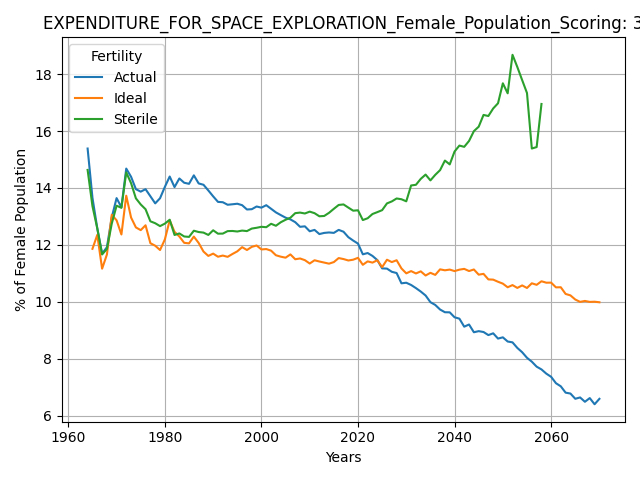 EXPENDITURE_FOR_SPACE_EXPLORATION_Female_Population_Scoring: 3
Fertility
Actual
Ideal
Sterile
% of Female Population
18
16
14
12
10
8
6
1960
1980
2000
2020
2040
2060
Years